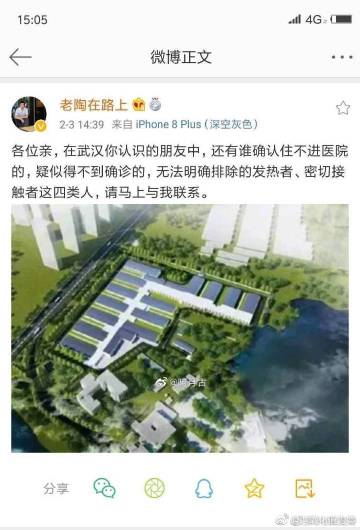 15:05
4G
微博正文
老陶在路上
2-3 14:39 来自 iPhone 8 Plus（深空灰色）
各位亲，在武汉你认识的朋友中，还有谁确认住不进医院
的，疑似得不到确诊的，无法明确排除的发热者、密切接
触者这四类人，请马上与我联系。
分享